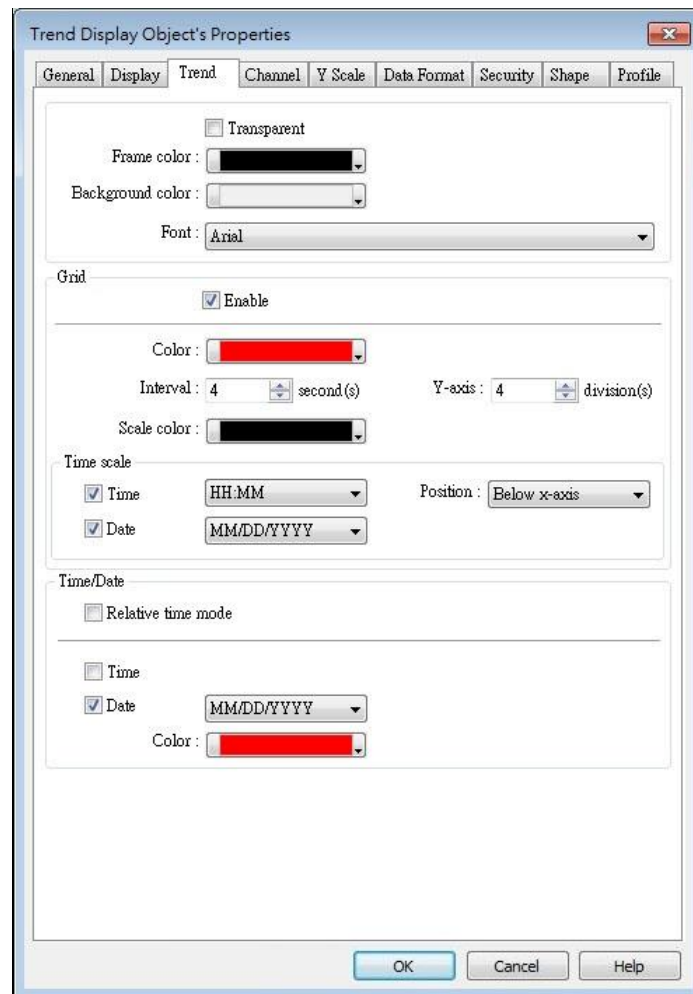 Trend Display Object's Properties
General Display Trend Channel Y Scale Data Format Security Shape Profile
Transparent
Frame color :
Background color :
Font : Arial
Grid
Enable
Color :
Interval : 4 second(s) Y-axis : 4 division(s)
Scale color :
Time scale
Time HH:MM Position : Below x-axis
Date MM/DD/YYYY
Time/Date
Relative time mode
Time
Date MM/DD/YYYY
Color :
OK Cancel Help